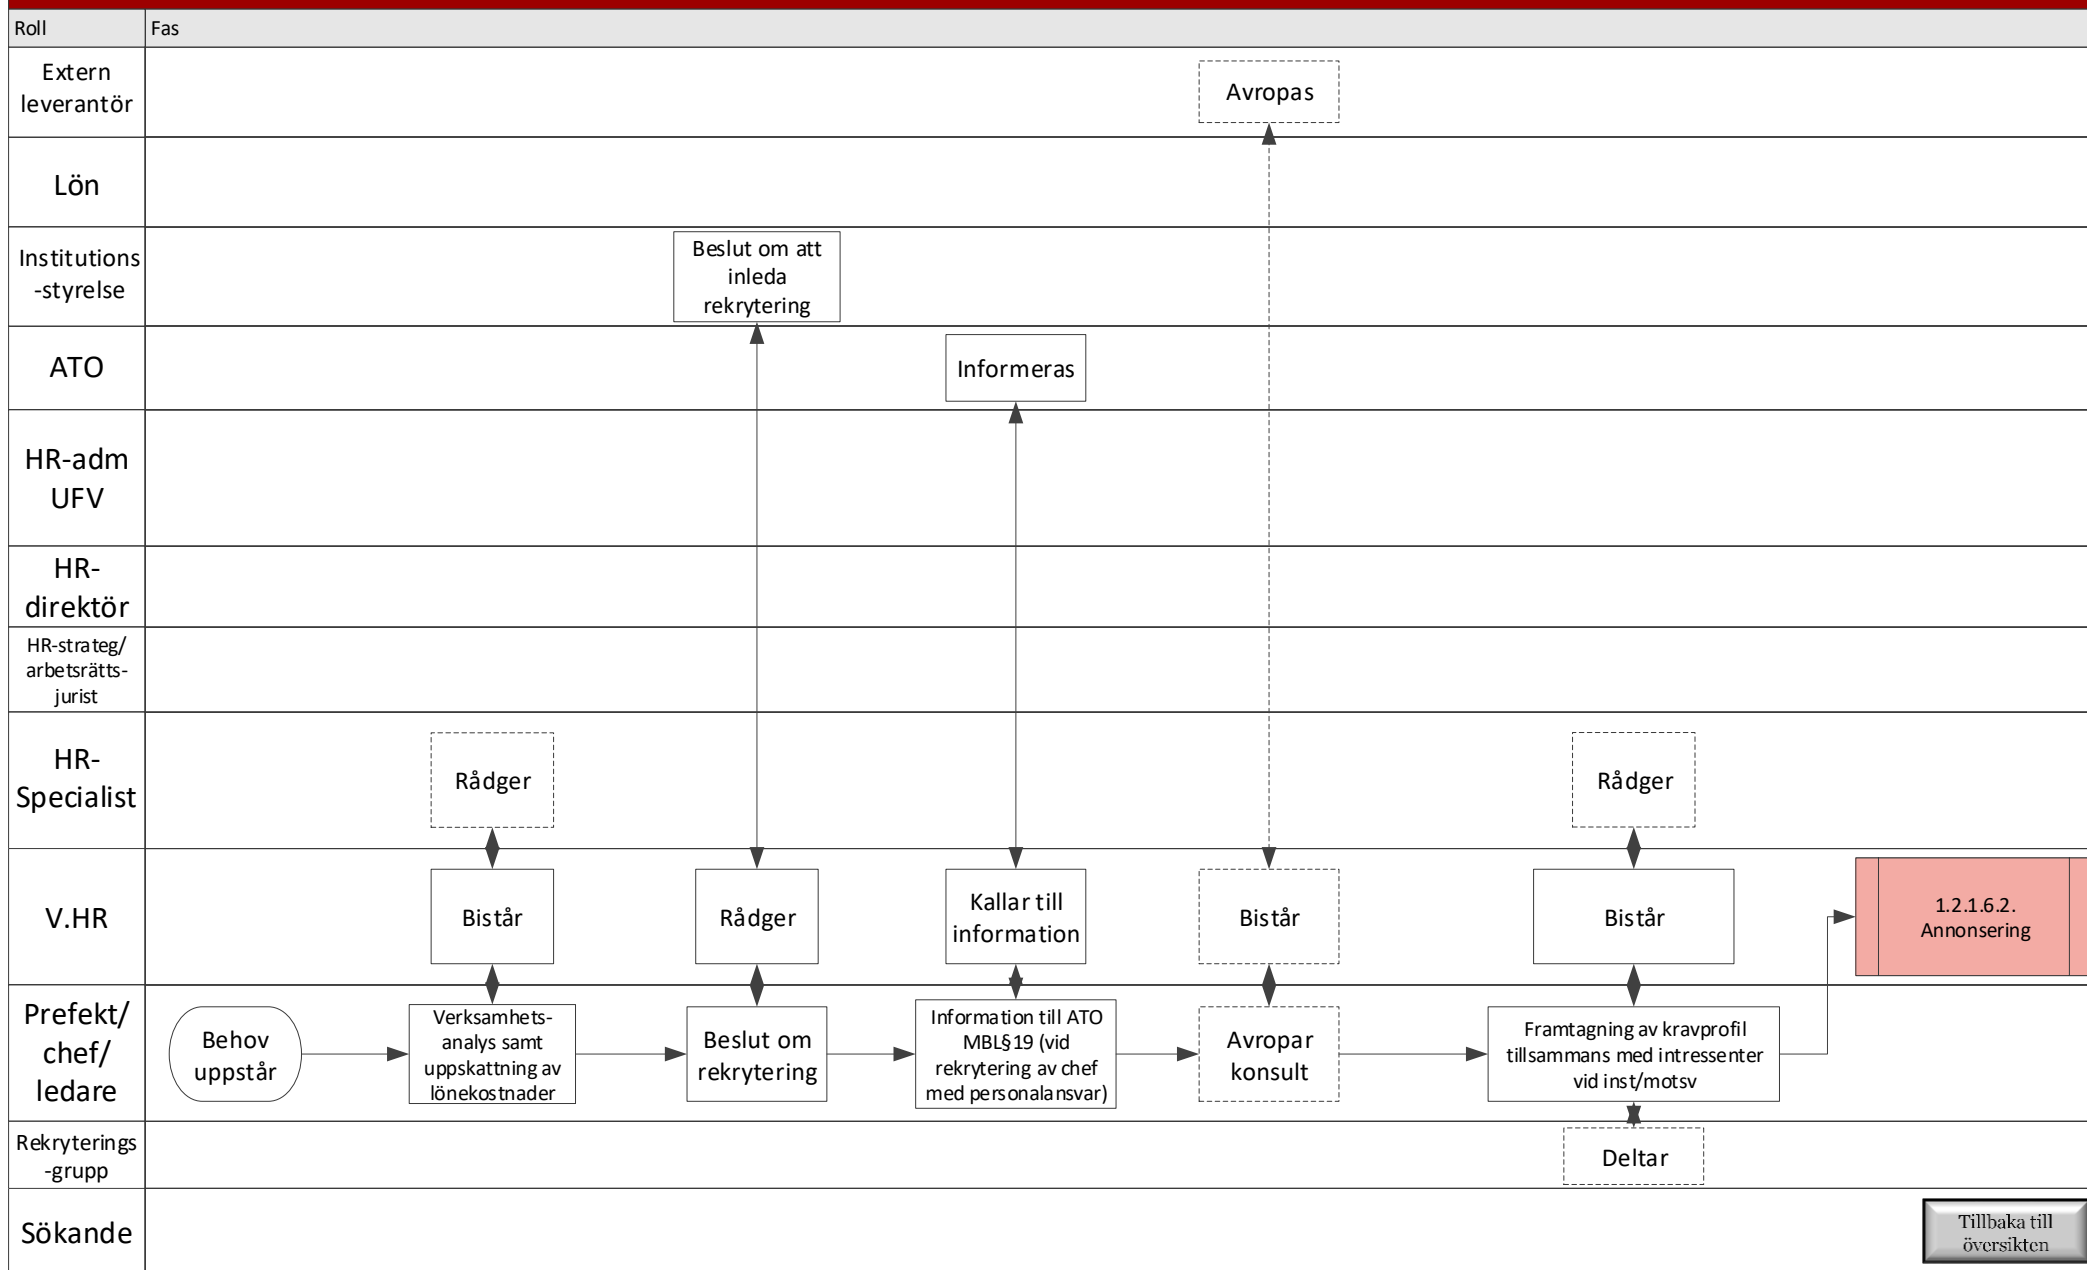 Roll
Fas
Extern
leverantör
Avropas
Lön
Institutions
-styrelse
Beslut om att
inleda
rekrytering
ATO
Informeras
HR-adm
UFV
HR-
direktör
HR-strateg/
arbetsrätts-
jurist
HR-
Specialist
Rådger
Rådger
V.HR
Bistår
Rådger
Kallar till
information
Bistår
Bistår
1.2.1.6.2.
Annonsering
Prefekt/
chef/
ledare
Behov
uppstår
Verksamhets-
analys samt
uppskattning av
lönekostnader
Beslut om
rekrytering
Information till ATO
MBL§19 (vid
rekrytering av chef
med personalansvar)
Avropar
konsult
Framtagning av kravprofil
tillsammans med intressenter
vid inst/motsv
Rekryterings
-grupp
Deltar
Sökande
Tillbaka till
översikten